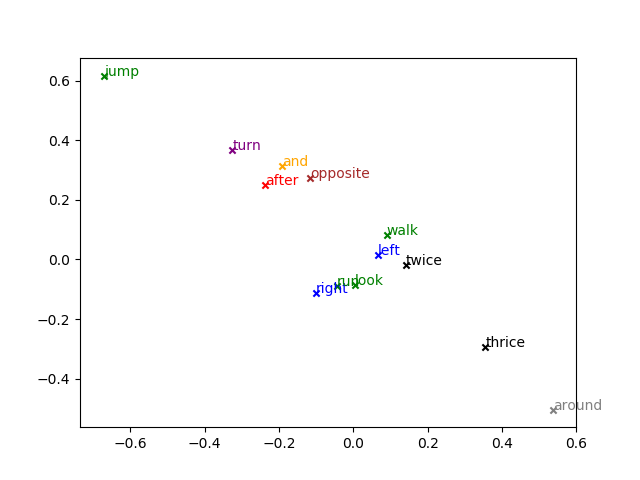 jump
0.6
turn
0.4
and
opposite
after
0.2
walk
left
twice
0.0
run
look
right
−0.2
thrice
−0.4
around
−0.6 −0.4 −0.2 0.0 0.2 0.4 0.6